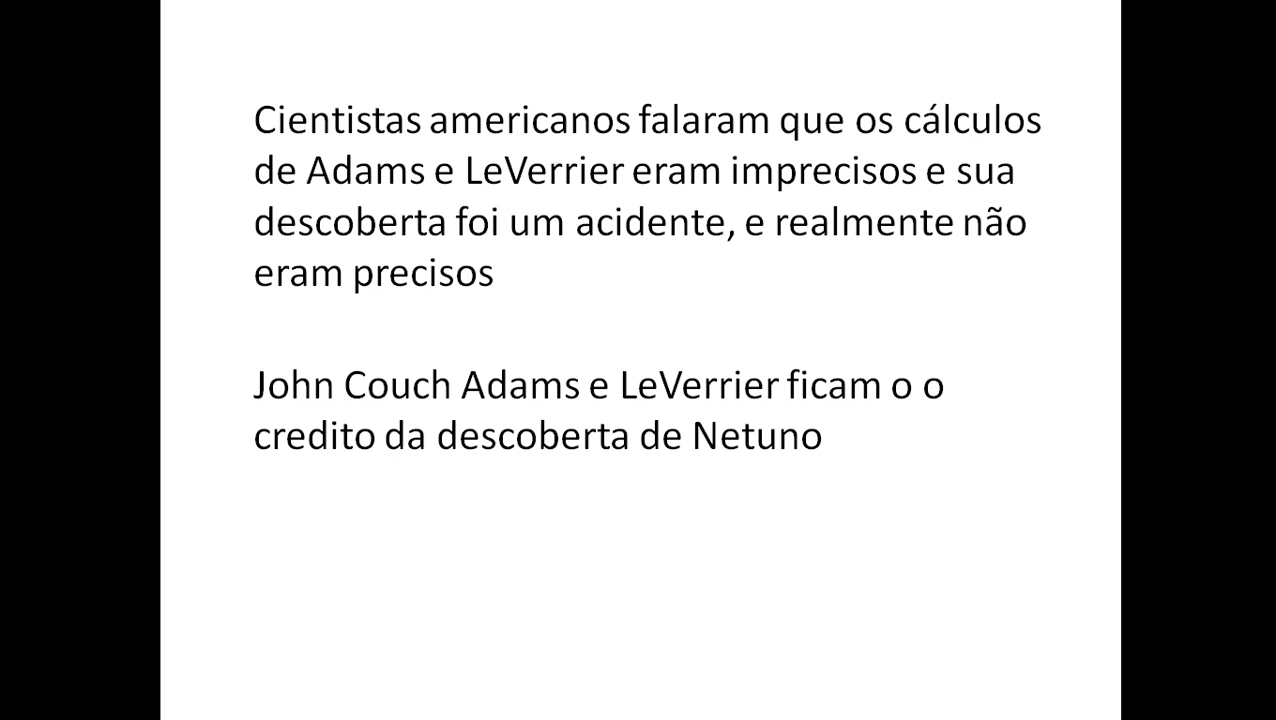 Cientistas americanos falaram que os cálculos
de Adams e LeVerrier eram imprecisos e sua
descoberta foi um acidente, e realmente não
eram precisos
John Couch Adams e LeVerrier ficam o o
credito da descoberta de Netuno